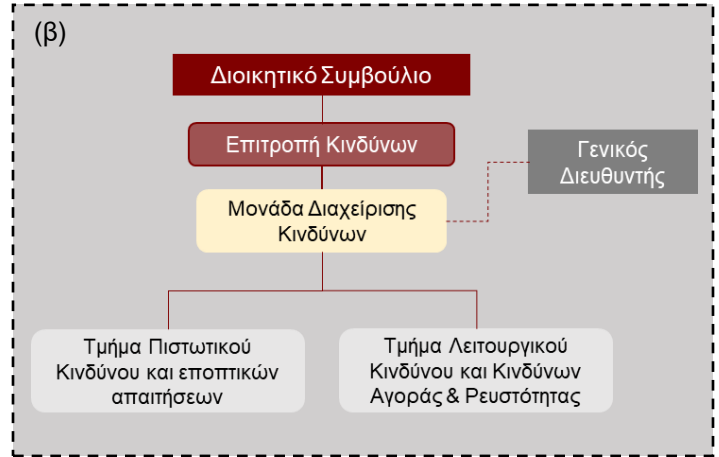 (β)
Διοικητικό Συμβούλιο
Επιτροπή Κινδύνων
Γενικός
Διευθυντής
Μονάδα Διαχείρισης
Κινδύνων
Τμήμα Πιστωτικού
Κινδύνου και εποπτικών
απαιτήσεων
Τμήμα Λειτουργικού
Κινδύνου και Κινδύνων
Αγοράς & Ρευστότητας